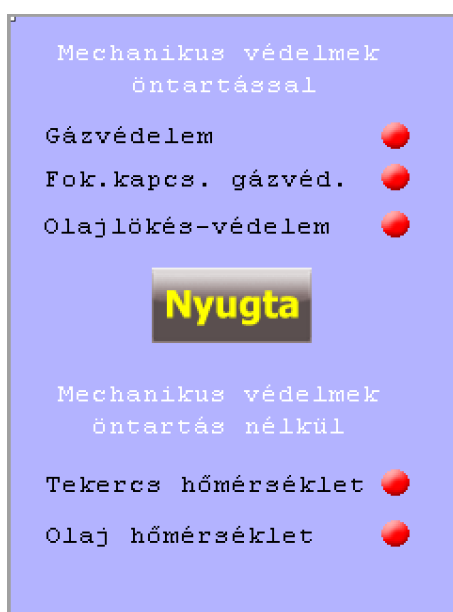 Mechanikus védelmek
öntartással
Gázvédelem
Fok.kapcs. gázvéd.
Olajlökés-védelem
Nyugta
Mechanikus védelmek
öntartás nélkül
Tekercs hőmérséklet
Olaj hőmérséklet